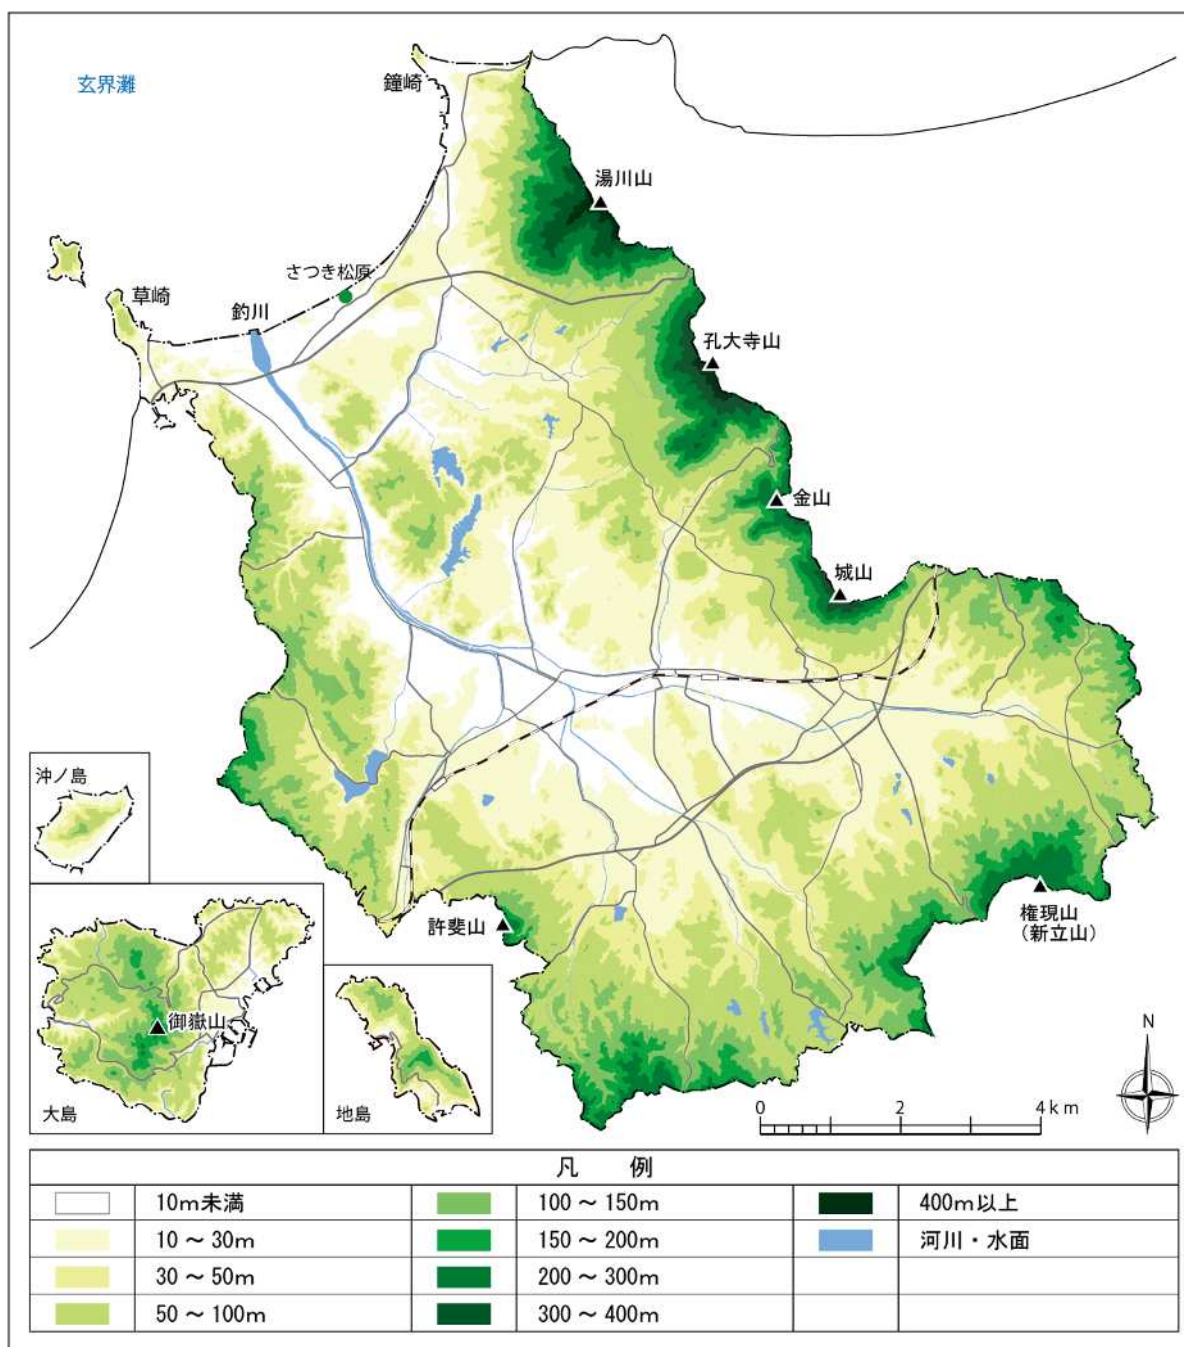 玄界灘
鐘崎
湯川山
さつき松原
草崎
釣川
孔大寺山
金山
城山
沖ノ島
許斐山
権現山
（新立山）
御嶽山
大島
地島
N
0 2 4km
凡 例
10m未満
100 ～ 150m
400m以上
10 ～ 30m
150 ～ 200m
河川・水面
30 ～ 50m
200 ～ 300m
50 ～ 100m
300 ～ 400m